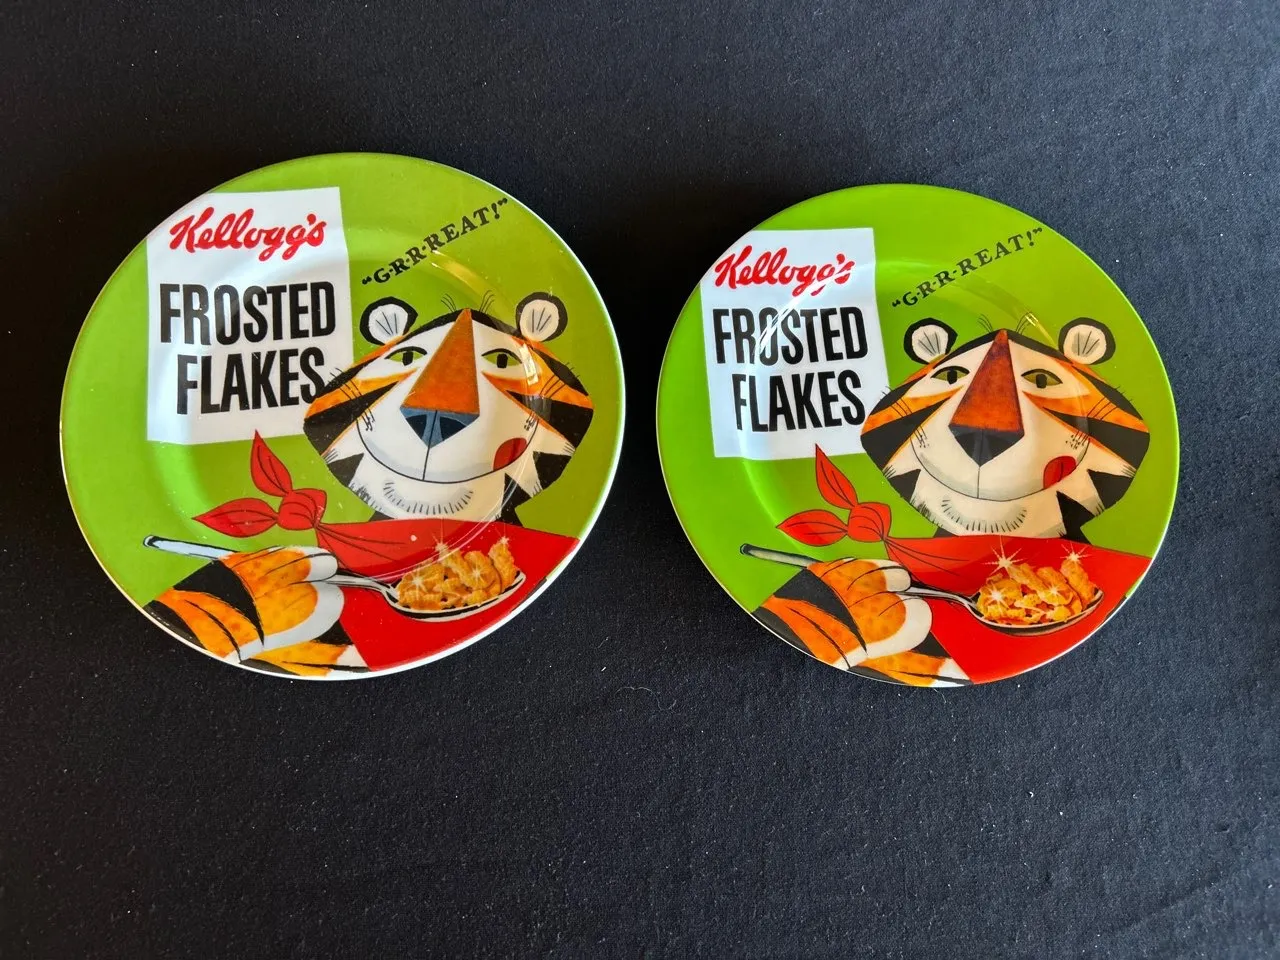 Kellogg's
FROSTED
FLAKES
"G-R-R-REAT!"
Kellogg's
FROSTED
FLAKES
"G-R-R-REAT!"